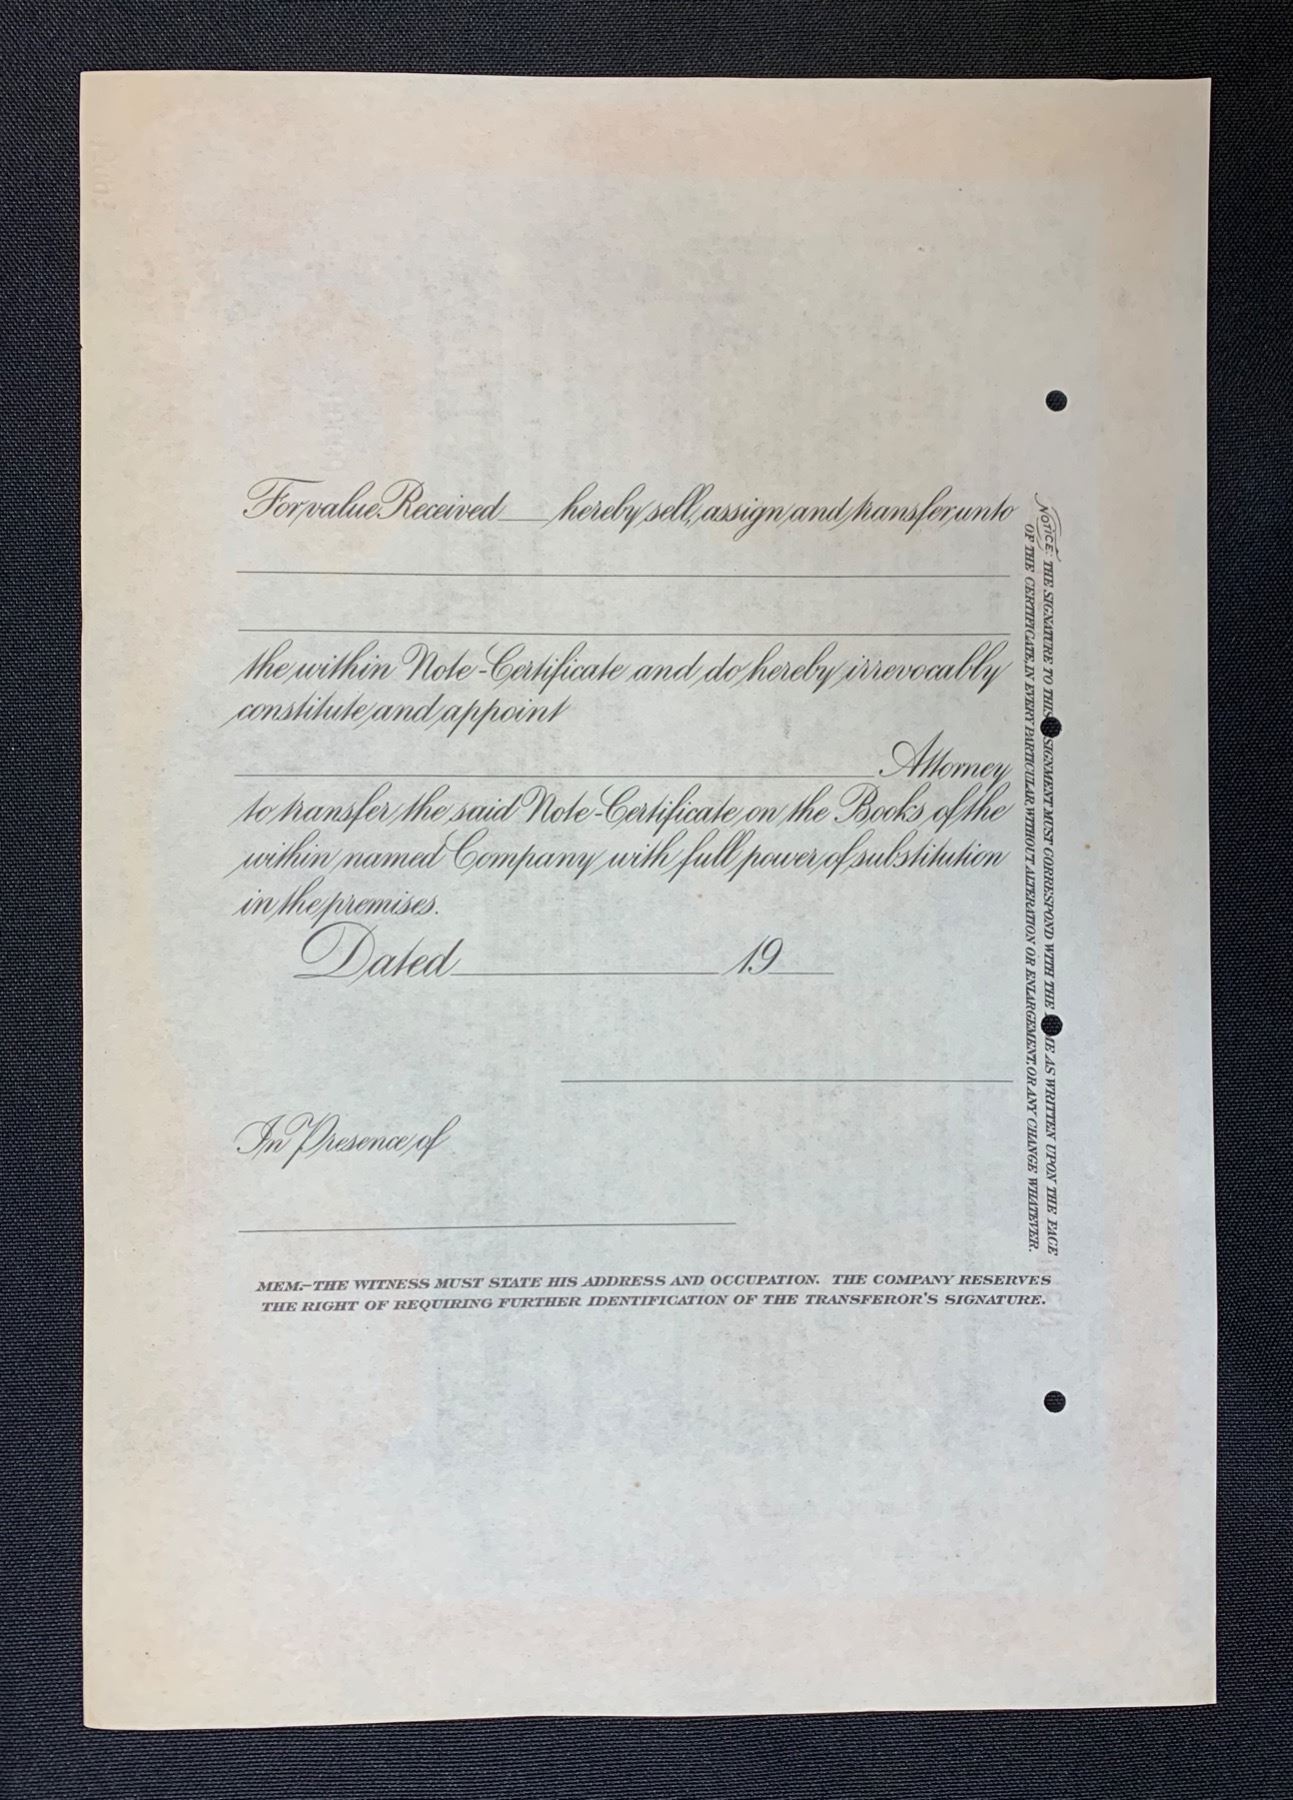 For value Received ____ hereby sell, assign and transfer unto
the within Note-Certificate and do hereby irrevocably
constitute and appoint
Attorney
to transfer the said Note-Certificate on the Books of the
within named Company with full power of substitution
in the premises.
Dated ____ 19
In Presence of
MEM.–THE WITNESS MUST STATE HIS ADDRESS AND OCCUPATION. THE COMPANY RESERVES
THE RIGHT OF REQUIRING FURTHER IDENTIFICATION OF THE TRANSFEROR'S SIGNATURE.
NOTICE: THE SIGNATURE TO THIS SIGNMENT MUST CORRESPOND WITH THE ME AS WRITTEN UPON THE FACE
OF THE CERTIFICATE, IN EVERY PARTICULAR WITHOUT ALTERATION OR ENLARGEMENT, OR ANY CHANGE WHATEVER.